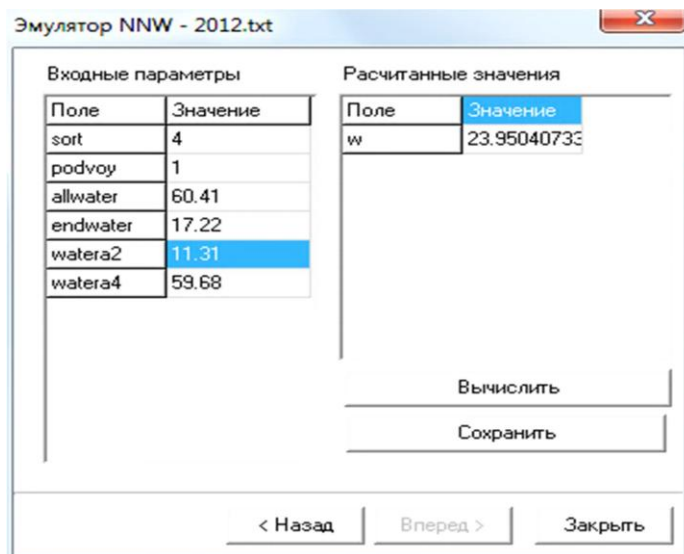 Эмулятор NNW - 2012.txt
Входные параметры
Поле Значение
sort 4
podvoy 1
allwater 60.41
endwater 17.22
watera2 11.31
watera4 59.68
Расчитанные значения
Поле Значение
w 23.95040733
Вычислить
Сохранить
< Назад
Вперед >
Закрыть